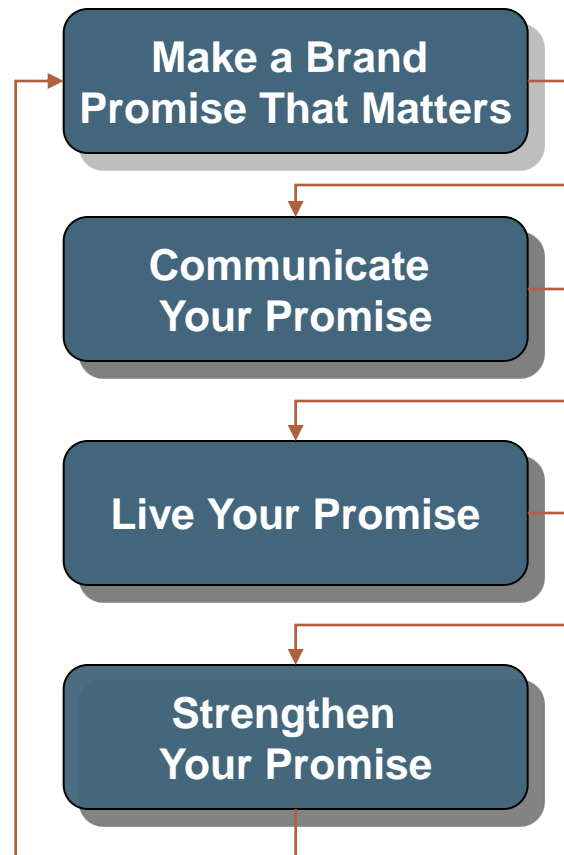 Make a Brand
Promise That Matters
Communicate
Your Promise
Live Your Promise
Strengthen
Your Promise